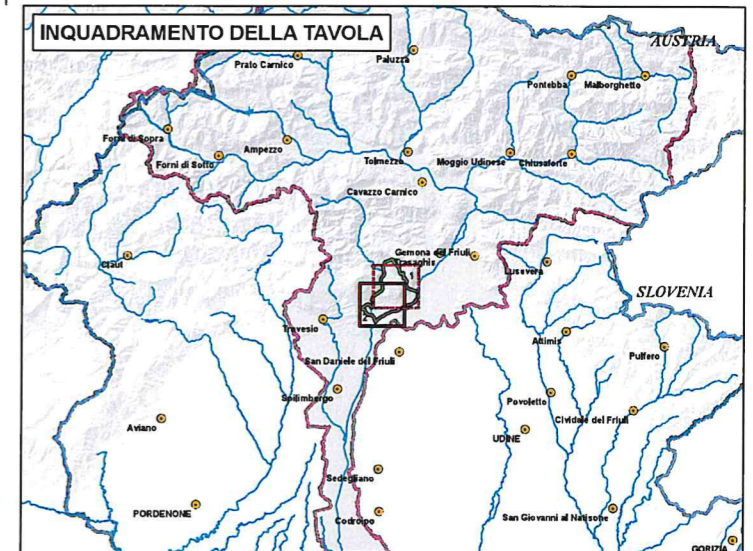 INQUADRAMENTO DELLA TAVOLA
AUSTRIA
Prato Carnico
Paluzza
Pontebba
Malborghetto
Forni di Sopra
Forni di Sotto
Ampezzo
Tolmezzo
Moggio Udinese
Chiusaforte
Cavazzo Carnico
Claut
Gemona del Friuli
Trasaghis
1
Lusevera
SLOVENIA
Travesio
Attimis
Pulfero
San Daniele del Friuli
Spilimbergo
Povoletto
Cividale del Friuli
Aviano
UDINE
Sedegliano
PORDENONE
Codroipo
San Giovanni al Natisone
GORIZIA